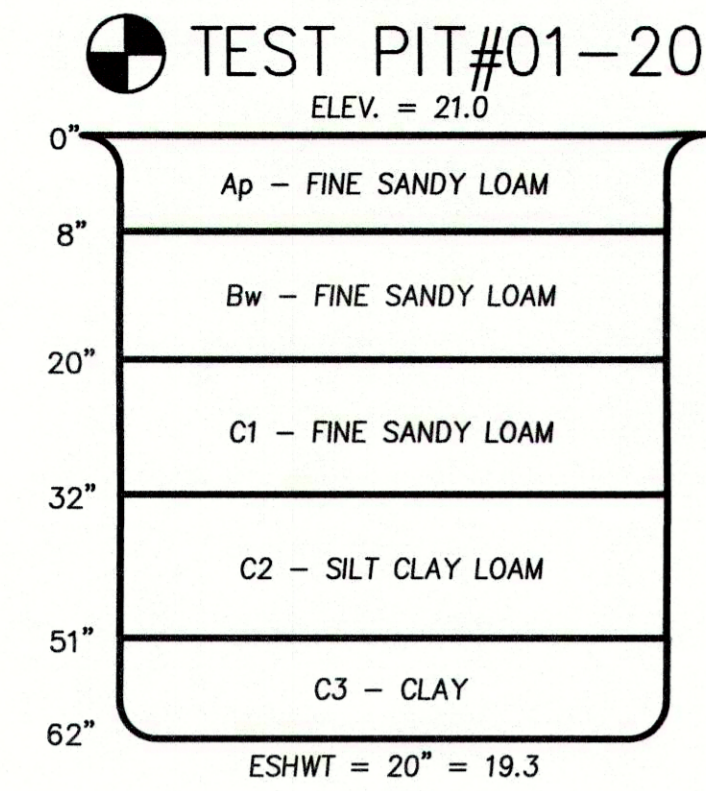 TEST PIT#01-20
ELEV. = 21.0
0"
Ap - FINE SANDY LOAM
8"
Bw - FINE SANDY LOAM
20"
C1 - FINE SANDY LOAM
32"
C2 - SILT CLAY LOAM
51"
C3 - CLAY
62"
ESHWT = 20" = 19.3